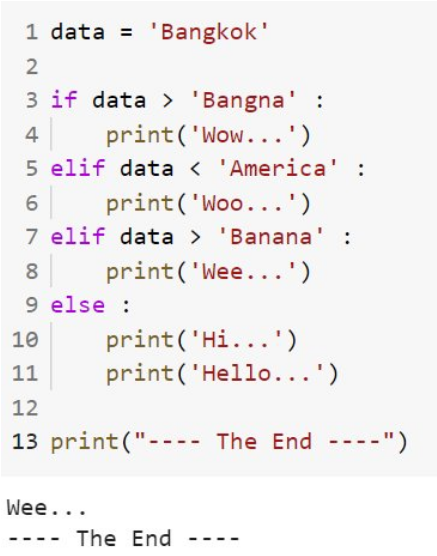 1 data = 'Bangkok'
2
3 if data > 'Bangna' :
4     print('Wow...')
5 elif data < 'America' :
6     print('Woo...')
7 elif data > 'Banana' :
8     print('Wee...')
9 else :
10     print('Hi...')
11     print('Hello...')
12
13 print("---- The End ----")
Wee...
---- The End ----